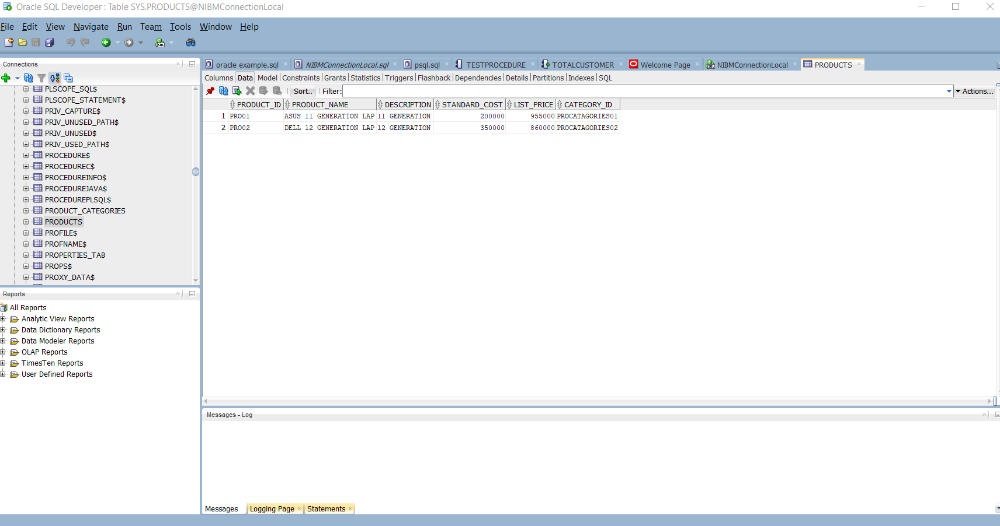 Oracle SQL Developer : Table SYS.PRODUCTS@NIBMConnectionLocal
File Edit View Navigate Run Team Tools Window Help
Connections
PLSCOPE_SQL$
PLSCOPE_STATEMENT$
PRIV_CAPTURE$
PRIV_UNUSED_PATH$
PRIV_UNUSED$
PRIV_USED_PATH$
PROCEDURE$
PROCEDUREC$
PROCEDUREINFO$
PROCEDUREJAVA$
PROCEDUREPLSQL$
PRODUCT_CATEGORIES
PRODUCTS
PROFILE$
PROFNAME$
PROPERTIES_TAB
PROPS$
PROXY_DATA$
Reports
All Reports
Analytic View Reports
Data Dictionary Reports
Data Modeler Reports
OLAP Reports
TimesTen Reports
User Defined Reports
oracle example.sql NIBMConnectionLocal.sql psql.sql TESTPROCEDURE TOTALCUSTOMER Welcome Page NIBMConnectionLocal PRODUCTS
Columns Data Model Constraints Grants Statistics Triggers Flashback Dependencies Details Partitions Indexes SQL
Sort.. Filter: Actions...
PRODUCT_ID PRODUCT_NAME DESCRIPTION STANDARD_COST LIST_PRICE CATEGORY_ID
1 PRO01 ASUS 11 GENERATION LAP 11 GENERATION 200000 955000 PROCATAGORIES01
2 PRO02 DELL 12 GENERATION LAP 12 GENERATION 350000 860000 PROCATAGORIES02
Messages - Log
Messages Logging Page Statements